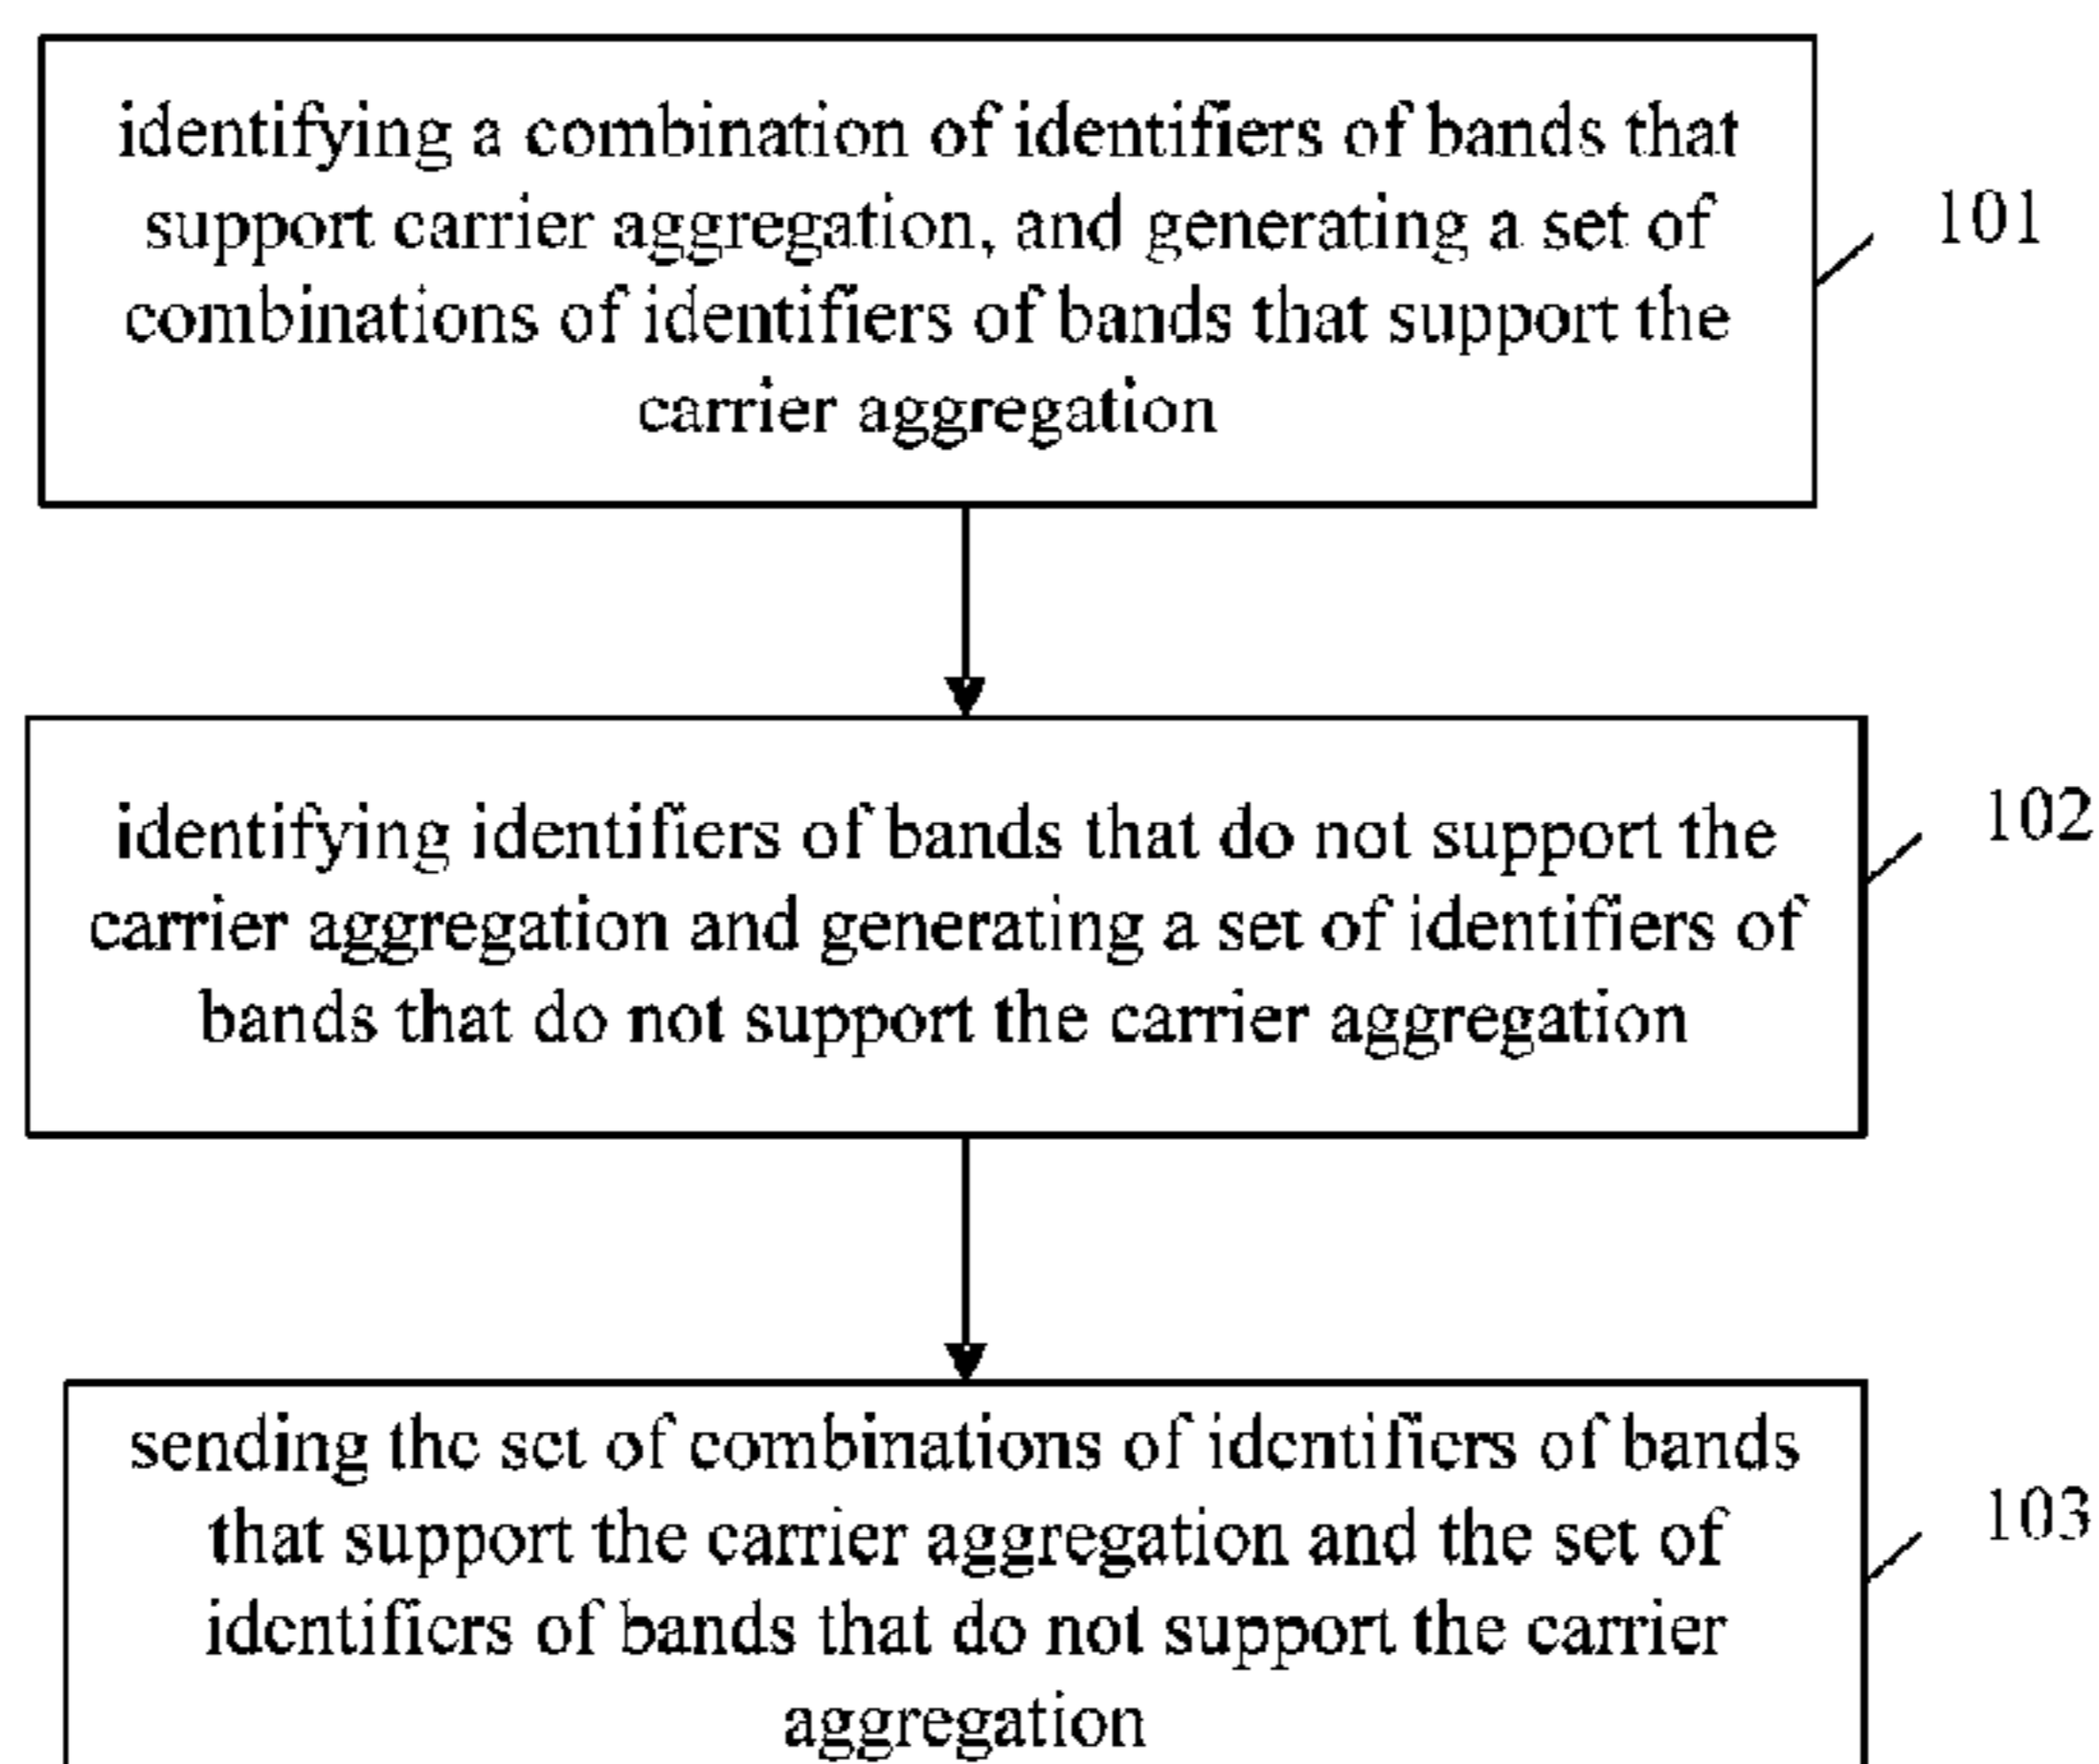 identifying a combination of identifiers of bands that
support carrier aggregation, and generating a set of
combinations of identifiers of bands that support the
carrier aggregation
101
identifying identifiers of bands that do not support the
carrier aggregation and generating a set of identifiers of
bands that do not support the carrier aggregation
102
sending the set of combinations of identifiers of bands
that support the carrier aggregation and the set of
identifiers of bands that do not support the carrier
aggregation
103